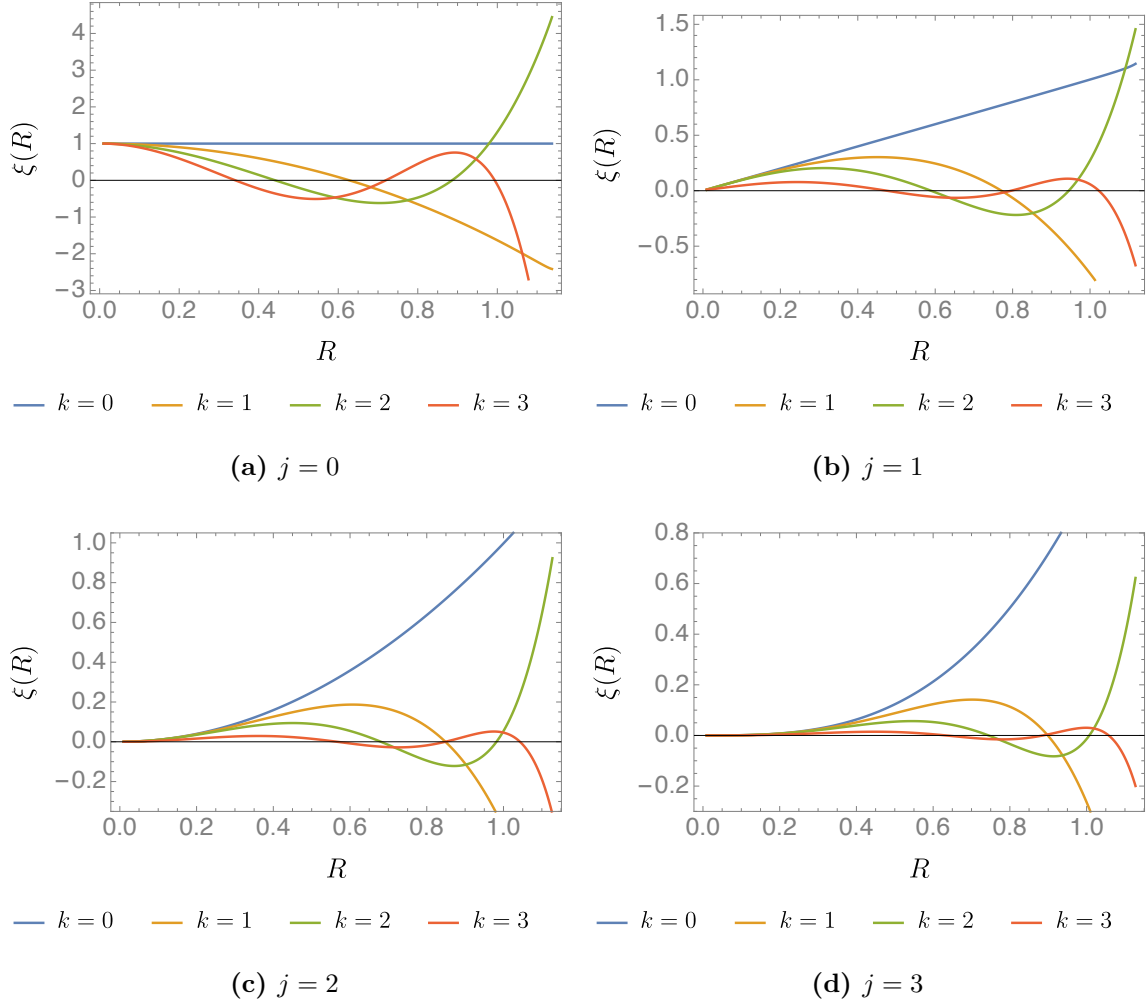 4
3
2
1
0
−1
−2
−3
ξ(R)
0.0 0.2 0.4 0.6 0.8 1.0
R
k = 0 k = 1 k = 2 k = 3
(a) j = 0
1.5
1.0
0.5
0.0
−0.5
ξ(R)
0.0 0.2 0.4 0.6 0.8 1.0
R
k = 0 k = 1 k = 2 k = 3
(b) j = 1
1.0
0.8
0.6
0.4
0.2
0.0
−0.2
ξ(R)
0.0 0.2 0.4 0.6 0.8 1.0
R
k = 0 k = 1 k = 2 k = 3
(c) j = 2
0.8
0.6
0.4
0.2
0.0
−0.2
ξ(R)
0.0 0.2 0.4 0.6 0.8 1.0
R
k = 0 k = 1 k = 2 k = 3
(d) j = 3